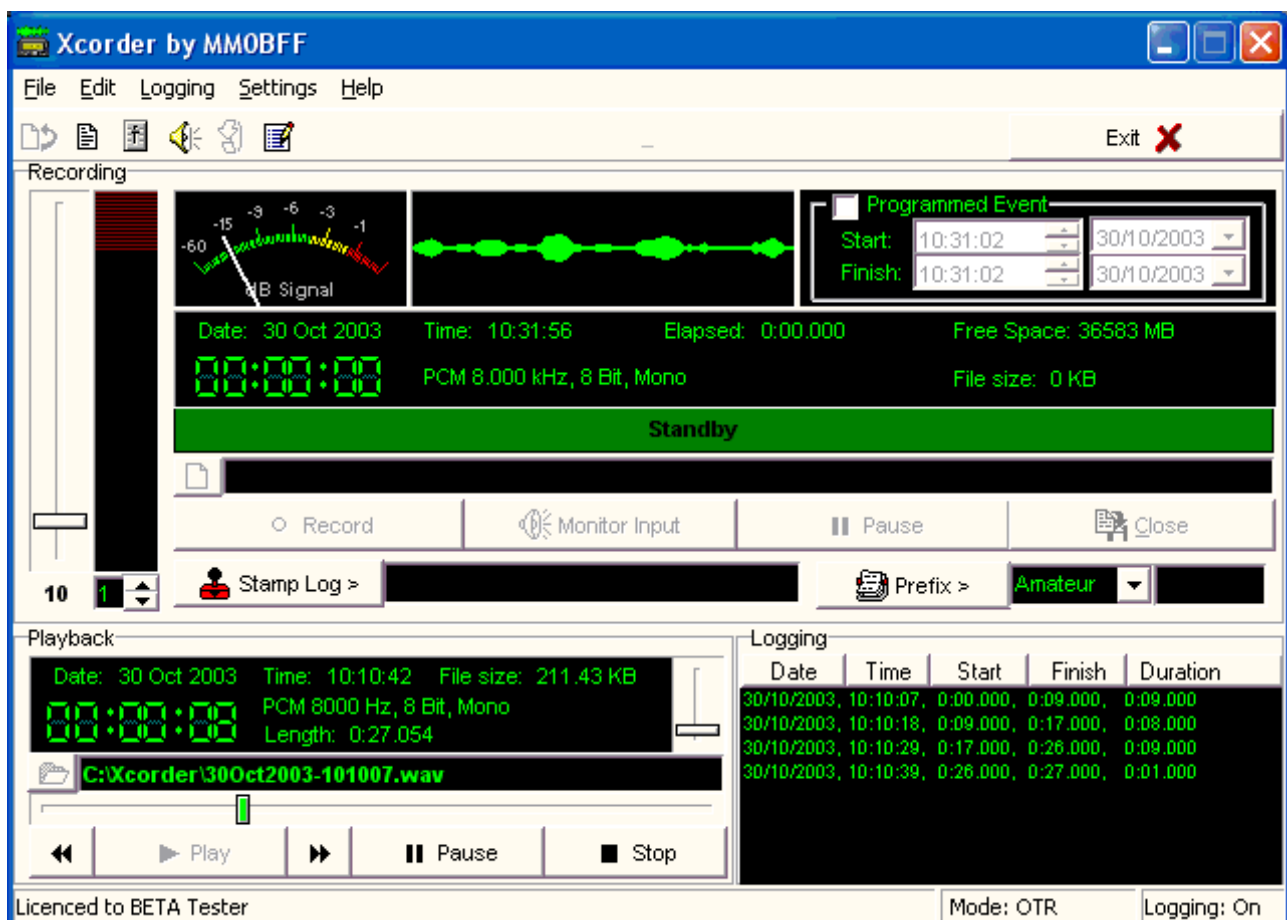 Xcorder by MM0BFF
File Edit Logging Settings Help
Exit
Recording
-60 -15 -9 -6 -3 -1
dB Signal
Programmed Event
Start: 10:31:02 30/10/2003
Finish: 10:31:02 30/10/2003
Date: 30 Oct 2003 Time: 10:31:56 Elapsed: 0:00.000 Free Space: 36583 MB
00:00:00 PCM 8.000 kHz, 8 Bit, Mono File size: 0 KB
Standby
Record Monitor Input Pause Close
10 1 Stamp Log > Prefix > Amateur
Playback
Date: 30 Oct 2003 Time: 10:10:42 File size: 211.43 KB
PCM 8000 Hz, 8 Bit, Mono
Length: 0:27.054
C:\Xcorder\30Oct2003-101007.wav
Play Pause Stop
Logging
Date Time Start Finish Duration
30/10/2003, 10:10:07, 0:00.000, 0:09.000, 0:09.000
30/10/2003, 10:10:18, 0:09.000, 0:17.000, 0:08.000
30/10/2003, 10:10:29, 0:17.000, 0:26.000, 0:09.000
30/10/2003, 10:10:39, 0:26.000, 0:27.000, 0:01.000
Licenced to BETA Tester Mode: OTR Logging: On